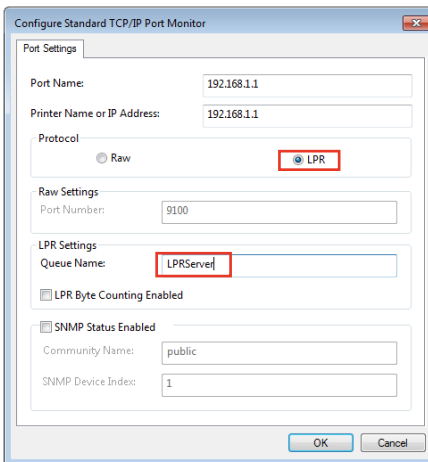 Configure Standard TCP/IP Port Monitor
Port Settings
Port Name: 192.168.1.1
Printer Name or IP Address: 192.168.1.1
Protocol
Raw LPR
Raw Settings
Port Number: 9100
LPR Settings
Queue Name: LPRServer
LPR Byte Counting Enabled
SNMP Status Enabled
Community Name: public
SNMP Device Index: 1
OK Cancel